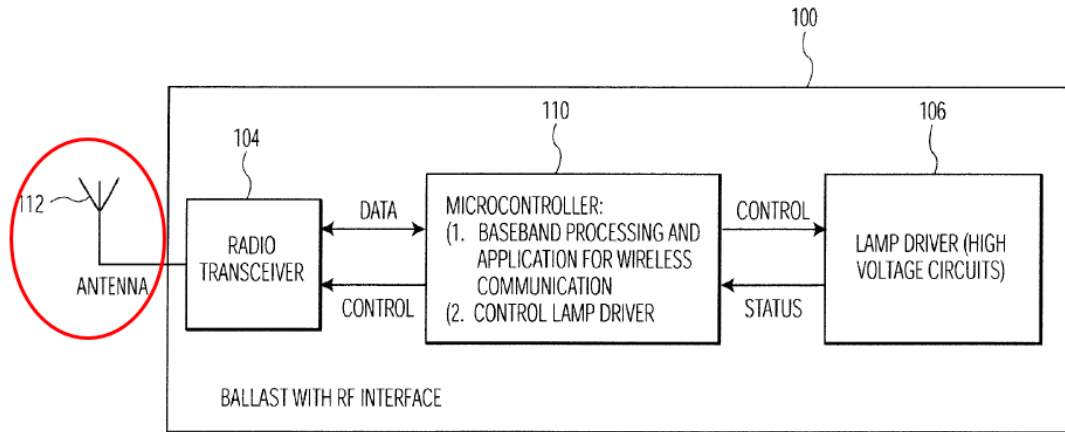 100
110
106
104
112
ANTENNA
RADIO
TRANSCEIVER
DATA
CONTROL
MICROCONTROLLER:
(1. BASEBAND PROCESSING AND
APPLICATION FOR WIRELESS
COMMUNICATION
(2. CONTROL LAMP DRIVER
CONTROL
STATUS
LAMP DRIVER (HIGH
VOLTAGE CIRCUITS)
BALLAST WITH RF INTERFACE